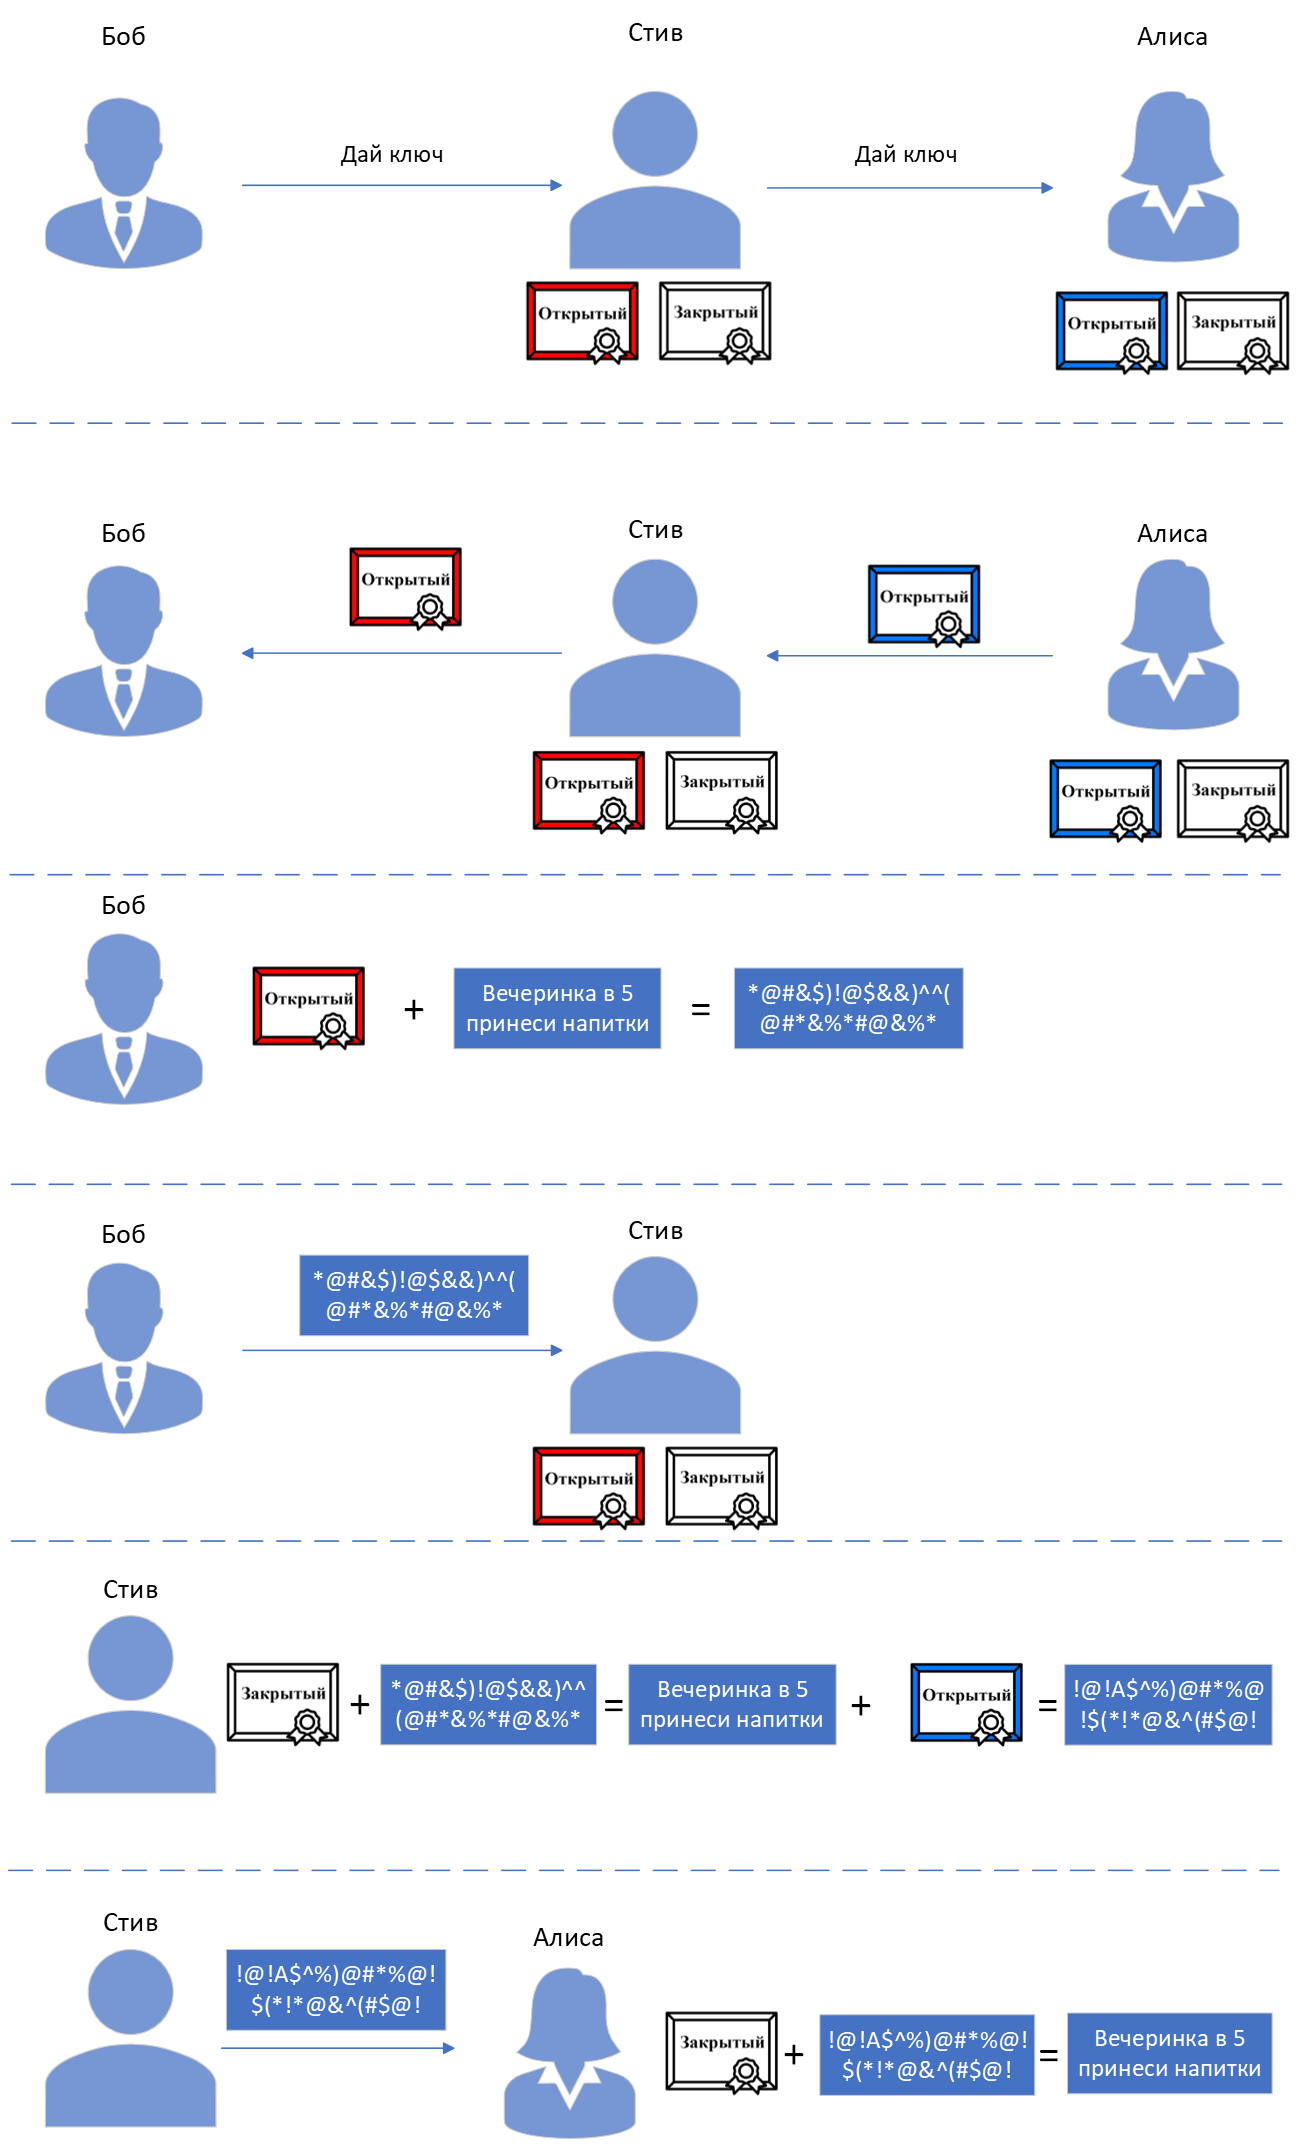 Боб
Стив
Алиса
Дай ключ
Дай ключ
Открытый
Закрытый
Открытый
Закрытый
Боб
Стив
Алиса
Открытый
Открытый
Открытый
Закрытый
Открытый
Закрытый
Боб
Открытый
+
Вечеринка в 5
принеси напитки
=
*@#&$)!@$&&)^^(
@#*&%*#@&%*
Боб
Стив
*@#&$)!@$&&)^^(
@#*&%*#@&%*
Открытый
Закрытый
Стив
Закрытый
+
*@#&$)!@$&&)^^
(@#*&%*#@&%*
=
Вечеринка в 5
принеси напитки
+
Открытый
=
!@!A$^%)@#*%@
!$(*!*@&^(#$@!
Стив
Алиса
!@!A$^%)@#*%@!
$(*!*@&^(#$@!
Закрытый
+
!@!A$^%)@#*%@!
$(*!*@&^(#$@!
=
Вечеринка в 5
принеси напитки